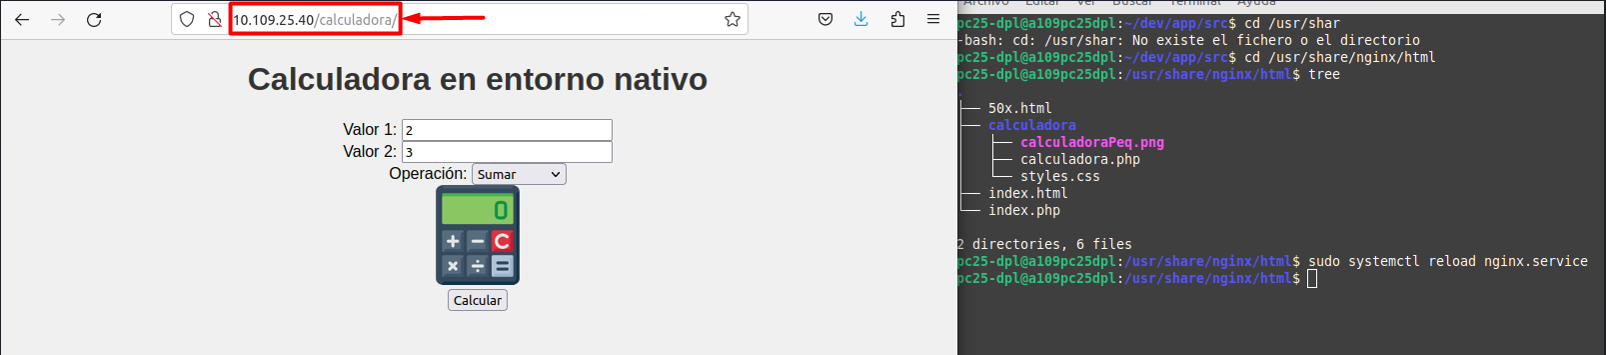 10.109.25.40/calculadora/
Calculadora en entorno nativo
Valor 1: 2
Valor 2: 3
Operación: Sumar
0
+ − C
× ÷ =
Calcular
Archivo Editar Ver Buscar Terminal Ayuda
pc25-dpl@a109pc25dpl:~/dev/app/src$ cd /usr/shar
-bash: cd: /usr/shar: No existe el fichero o el directorio
pc25-dpl@a109pc25dpl:~/dev/app/src$ cd /usr/share/nginx/html
pc25-dpl@a109pc25dpl:/usr/share/nginx/html$ tree
.
├── 50x.html
├── calculadora
│   ├── calculadoraPeq.png
│   ├── calculadora.php
│   └── styles.css
├── index.html
└── index.php
2 directories, 6 files
pc25-dpl@a109pc25dpl:/usr/share/nginx/html$ sudo systemctl reload nginx.service
pc25-dpl@a109pc25dpl:/usr/share/nginx/html$